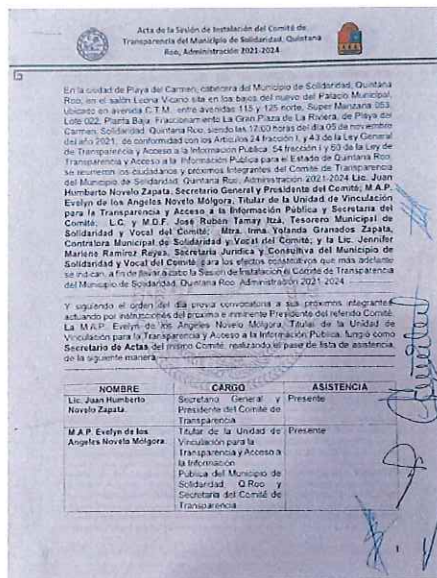 Acta de la Sesión de Instalación del Comité de
Transparencia del Municipio de Solidaridad, Quintana
Roo, Administración 2021-2024
En la ciudad de Playa del Carmen, cabecera del Municipio de Solidaridad, Quintana
Roo, en el salón Leona Vicario sita en los bajos del nuevo del Palacio Municipal,
ubicado en avenida C.T.M. entre avenidas 115 y 125 norte, Super Manzana 053,
Lote 022, Planta Baja, Fraccionamiento La Gran Plaza de La Riviera, de Playa del
Carmen, Solidaridad, Quintana Roo, siendo las 17:00 horas del día 05 de noviembre
del año 2021, de conformidad con los Artículos 24 fracción I, y 43 de la Ley General
de Transparencia y Acceso a la Información Pública, 54 fracción I y 60 de la Ley de
Transparencia y Acceso a la Información Pública para el Estado de Quintana Roo,
se reunieron los ciudadanos y próximos Integrantes del Comité de Transparencia
del Municipio de Solidaridad, Quintana Roo, Administración 2021-2024 Lic. Juan
Humberto Novelo Zapata, Secretario General y Presidente del Comité; M.A.P.
Evelyn de los Angeles Novelo Mólgora, Titular de la Unidad de Vinculación
para la Transparencia y Acceso a la Información Pública y Secretaria del
Comité; L.C. y M.D.F. José Rubén Tamay Itzá, Tesorero Municipal de
Solidaridad y Vocal del Comité; Mtra. Irma Yolanda Granados Zapata,
Contralora Municipal de Solidaridad y Vocal del Comité; y la Lic. Jennifer
Marlene Ramírez Reyes, Secretaria Jurídica y Consultiva del Municipio de
Solidaridad y Vocal del Comité para los efectos constitutivos que más adelante
se indican, a fin de llevar a cabo la Sesión de Instalación el Comité de Transparencia
del Municipio de Solidaridad, Quintana Roo, Administración 2021-2024.
Y siguiendo el orden del día previa convocatoria a sus próximos integrantes,
actuando por instrucciones del próximo e inminente Presidente del referido Comité,
La M.A.P. Evelyn de los Angeles Novelo Mólgora, Titular de la Unidad de
Vinculación para la Transparencia y Acceso a la Información Pública, fungió como
Secretario de Actas del mismo Comité, realizando el pase de lista de asistencia,
de la siguiente manera:
NOMBRE CARGO ASISTENCIA
Lic. Juan Humberto Novelo Zapata. Secretario General y Presidente del Comité de Transparencia Presente
M.A.P. Evelyn de los Angeles Novelo Mólgora. Titular de la Unidad de Vinculación para la Transparencia y Acceso a la Información Pública del Municipio de Solidaridad, Q.Roo y Secretaria del Comité de Transparencia Presente
1